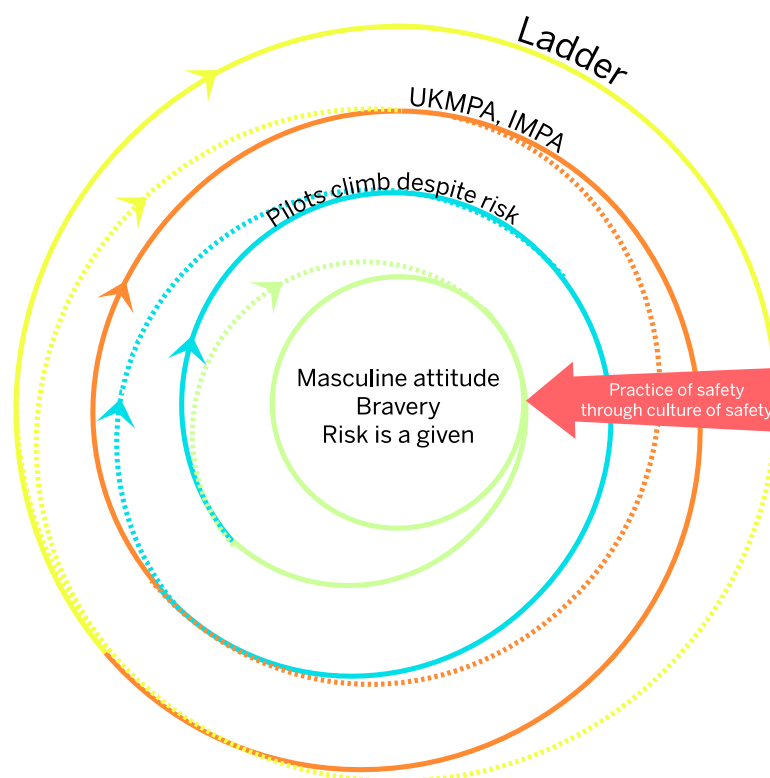 Ladder
UKMPA, IMPA
Pilots climb despite risk
Masculine attitude
Bravery
Risk is a given
Practice of safety
through culture of safety